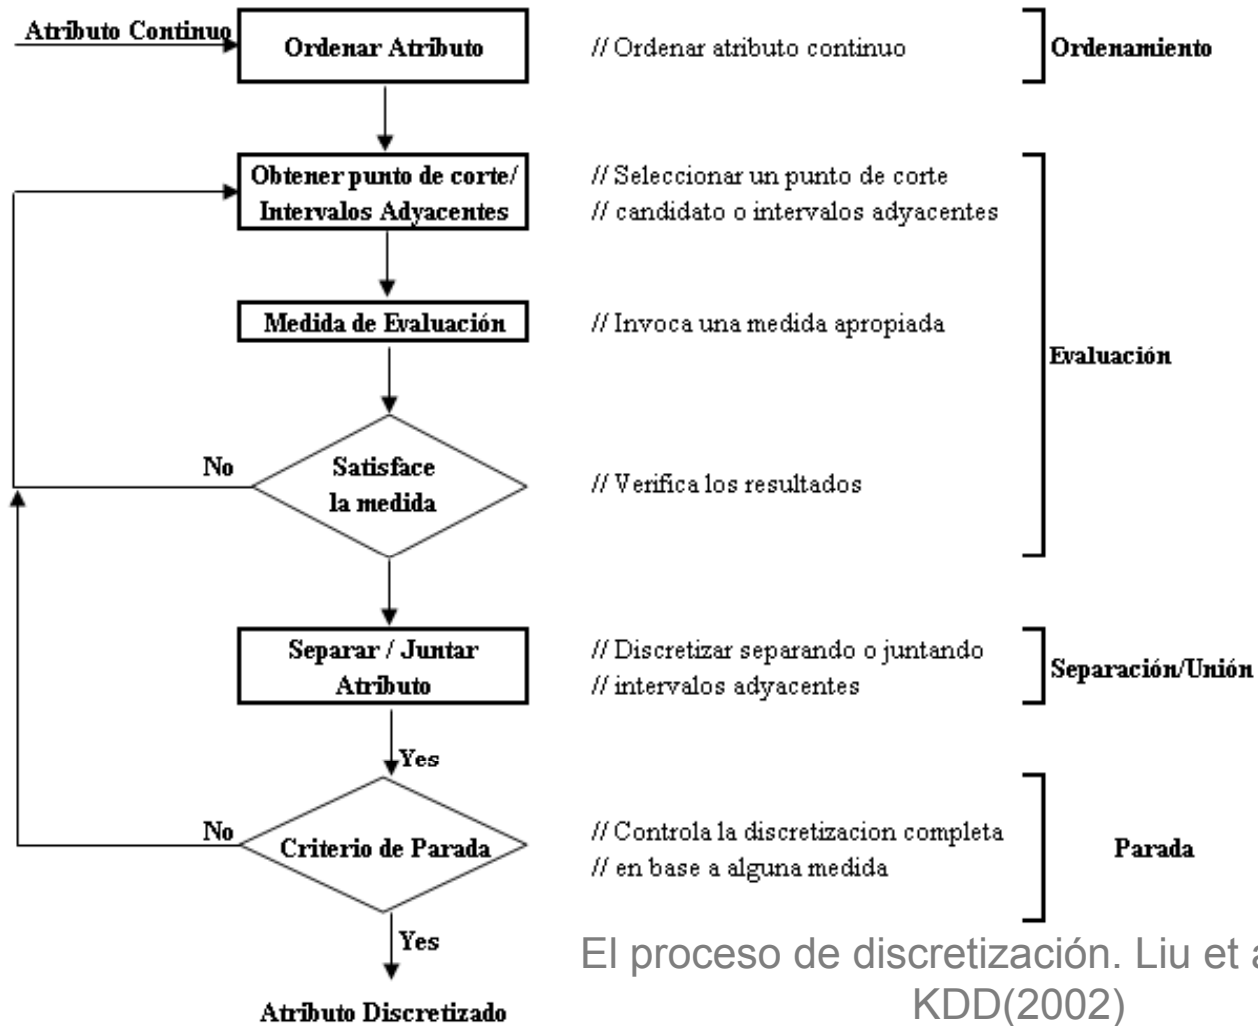 Atributo Continuo
Ordenar Atributo
// Ordenar atributo continuo
Ordenamiento
Obtener punto de corte/
Intervalos Adyacentes
// Seleccionar un punto de corte
// candidato o intervalos adyacentes
Medida de Evaluación
// Invoca una medida apropiada
Evaluación
No
Satisface
la medida
// Verifica los resultados
Separar / Juntar
Atributo
// Discretizar separando o juntando
// intervalos adyacentes
Separación/Unión
Yes
No
Criterio de Parada
// Controla la discretizacion completa
// en base a alguna medida
Parada
Yes
Atributo Discretizado
El proceso de discretización. Liu et
KDD(2002)